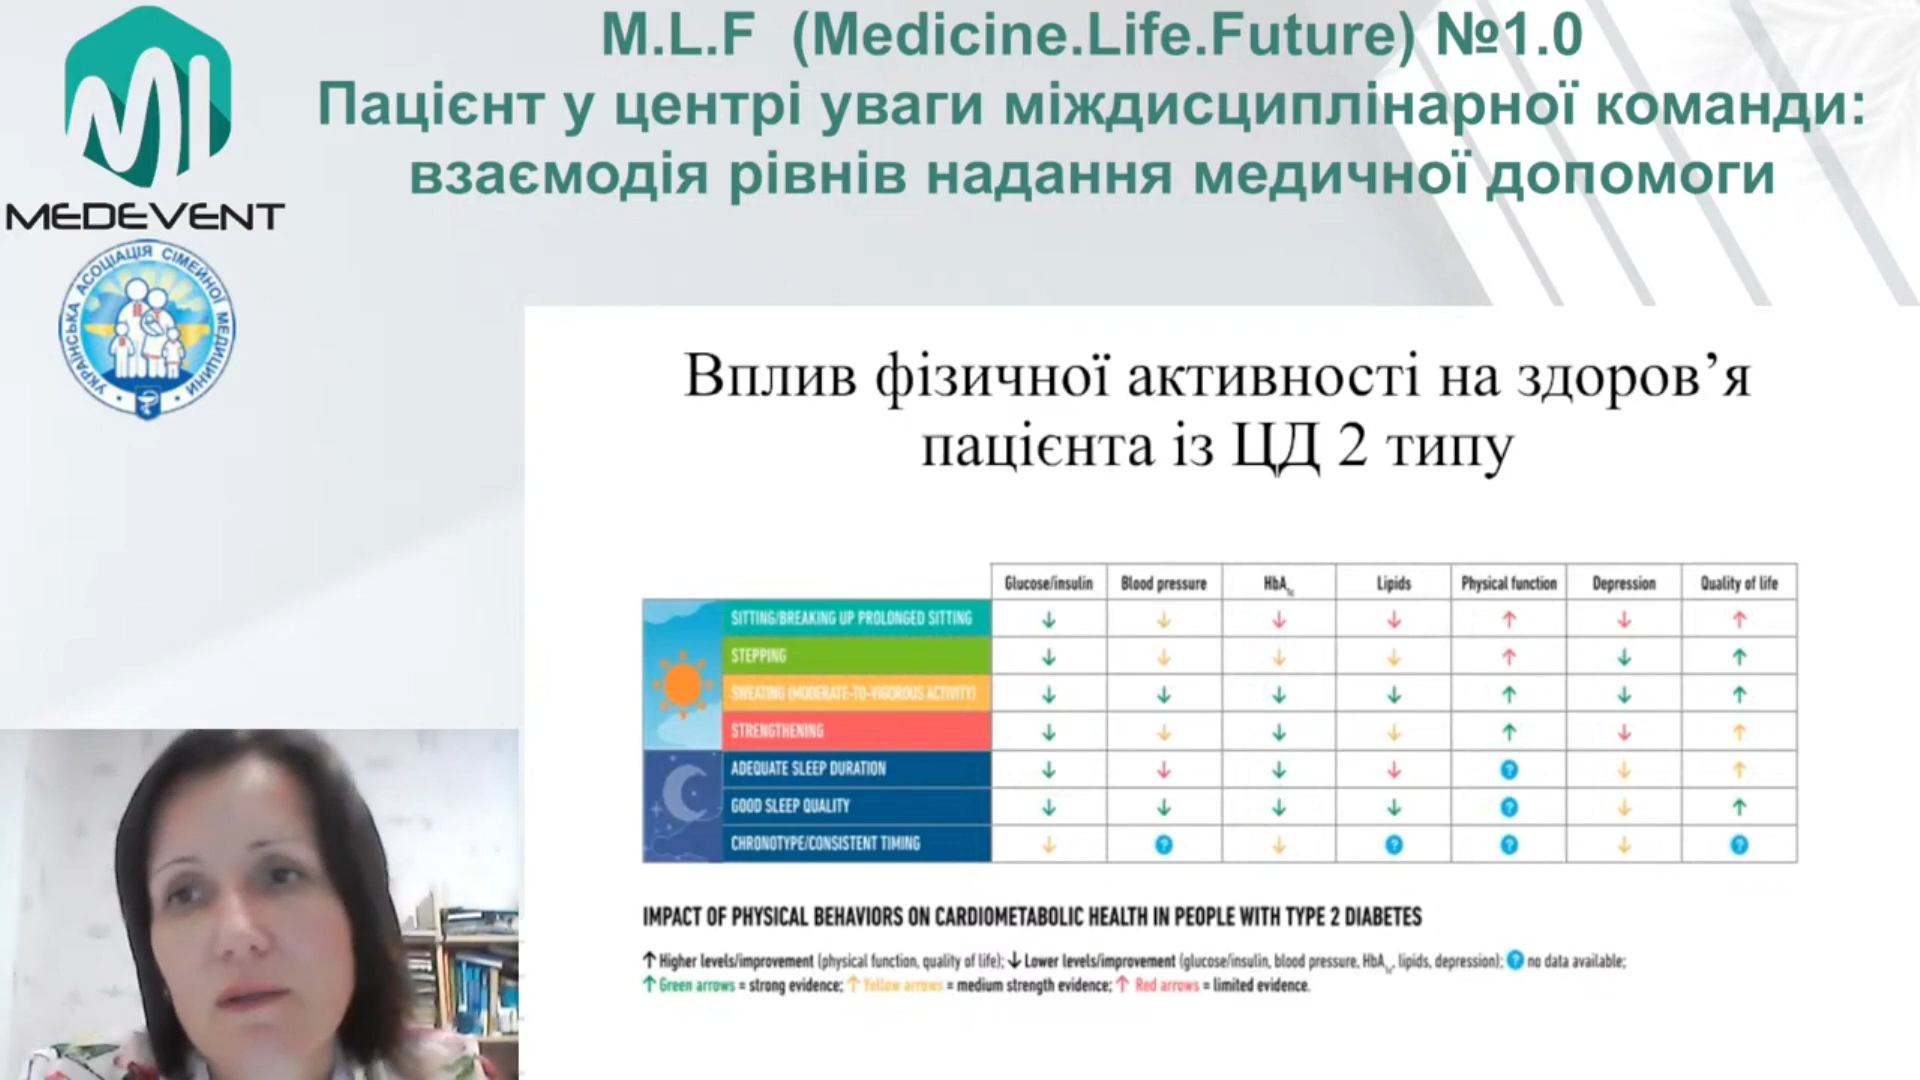 M.L.F (Medicine.Life.Future) №1.0
Пацієнт у центрі уваги міждисциплінарної команди:
взаємодія рівнів надання медичної допомоги
MEDEVENT
УКРАЇНСЬКА АСОЦІАЦІЯ СІМЕЙНОЇ МЕДИЦИНИ
Вплив фізичної активності на здоров’я
пацієнта із ЦД 2 типу
Glucose/insulin Blood pressure HbA1c Lipids Physical function Depression Quality of life
SITTING/BREAKING UP PROLONGED SITTING ↓ ↓ ↓ ↓ ↑ ↓ ↑
STEPPING ↓ ↓ ↓ ↓ ↑ ↓ ↑
SWEATING (MODERATE-TO-VIGOROUS ACTIVITY) ↓ ↓ ↓ ↓ ↑ ↓ ↑
STRENGTHENING ↓ ↓ ↓ ↓ ↑ ↓ ↑
ADEQUATE SLEEP DURATION ↓ ↓ ↓ ↓ ? ↓ ↑
GOOD SLEEP QUALITY ↓ ↓ ↓ ↓ ? ↓ ↑
CHRONOTYPE/CONSISTENT TIMING ↓ ? ↓ ? ? ↓ ?
IMPACT OF PHYSICAL BEHAVIORS ON CARDIOMETABOLIC HEALTH IN PEOPLE WITH TYPE 2 DIABETES
↑ Higher levels/improvement (physical function, quality of life); ↓ Lower levels/improvement (glucose/insulin, blood pressure, HbA1c, lipids, depression); ? no data available;
↑ Green arrows = strong evidence; ↑ Yellow arrows = medium strength evidence; ↑ Red arrows = limited evidence.